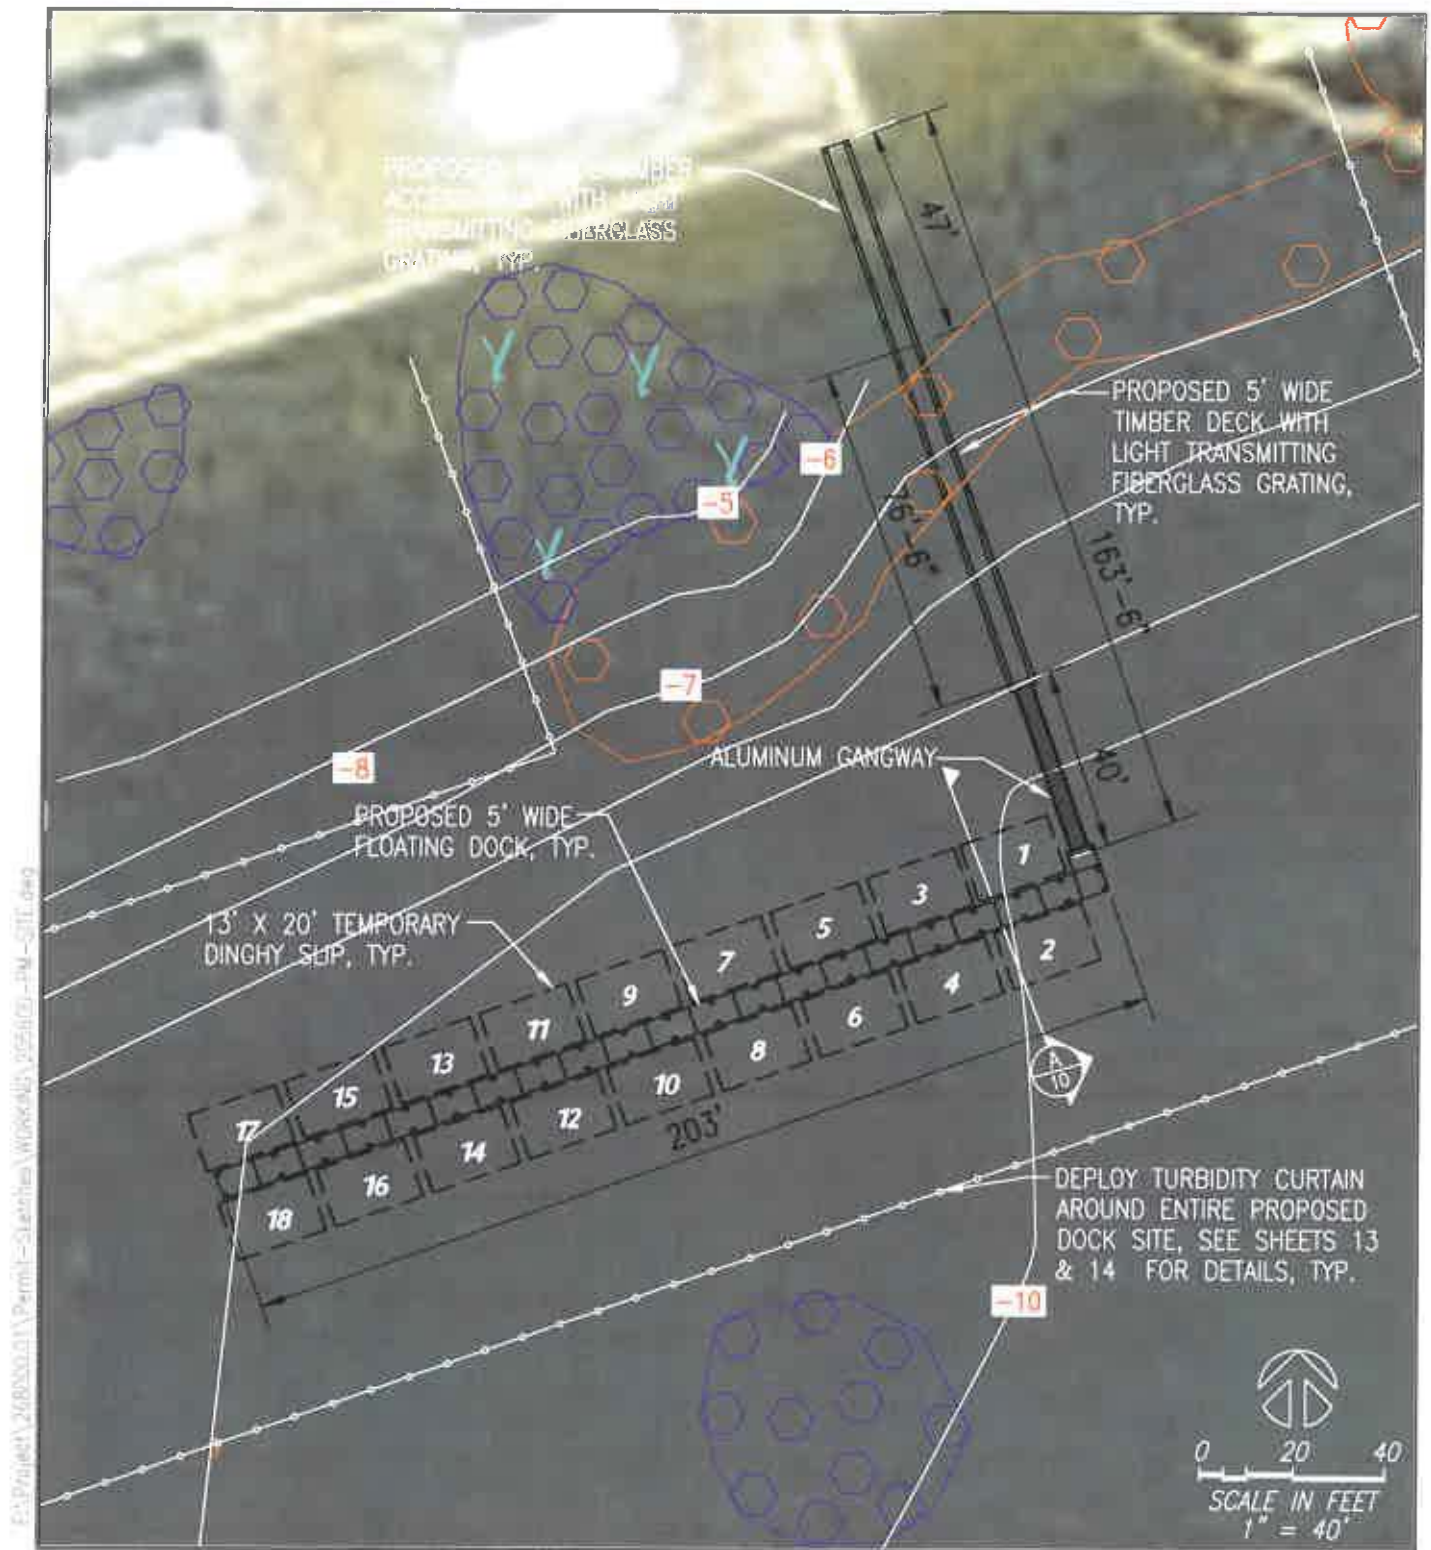 PROPOSED
ACCESS WITH
TRANSMITTING FIBERGLASS
GRATING, TYP.
47'
PROPOSED 5' WIDE
TIMBER DECK WITH
LIGHT TRANSMITTING
FIBERGLASS GRATING,
TYP.
-6
-5
76'-6"
163'-6"
-7
ALUMINUM GANGWAY
40'
-8
PROPOSED 5' WIDE
FLOATING DOCK, TYP.
13' X 20' TEMPORARY
DINGHY SLIP, TYP.
1
3
5
7
9
11
13
15
17
2
4
6
8
10
12
14
16
18
A
10
203'
DEPLOY TURBIDITY CURTAIN
AROUND ENTIRE PROPOSED
DOCK SITE, SEE SHEETS 13
& 14 FOR DETAILS, TYP.
-10
0 20 40
SCALE IN FEET
1" = 40'